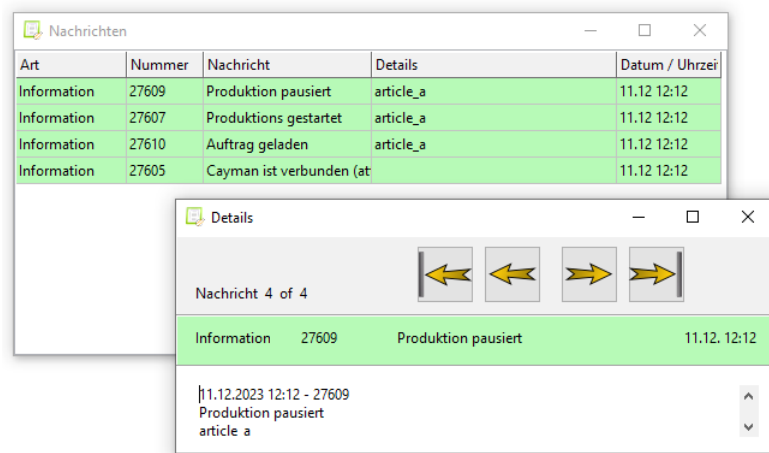 Nachrichten
Art Nummer Nachricht Details Datum / Uhrzei
Information 27609 Produktion pausiert article_a 11.12 12:12
Information 27607 Produktions gestartet article_a 11.12 12:12
Information 27610 Auftrag geladen article_a 11.12 12:12
Information 27605 Cayman ist verbunden (at 11.12 12:12
Details
Nachricht 4 of 4
Information 27609 Produktion pausiert 11.12. 12:12
11.12.2023 12:12 - 27609
Produktion pausiert
article a